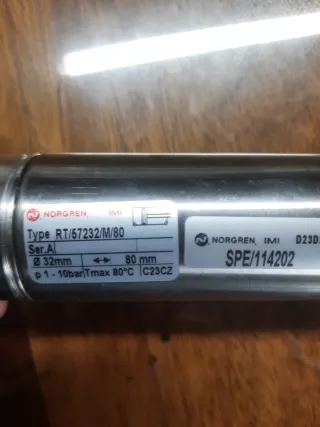 NORGREN IMI
Type RT/57232/M/80
Ser.A
Ø 32mm ◂-▸ 80 mm
p 1 - 10bar Tmax 80°C C23CZ
NORGREN IMI D23D
SPE/114202